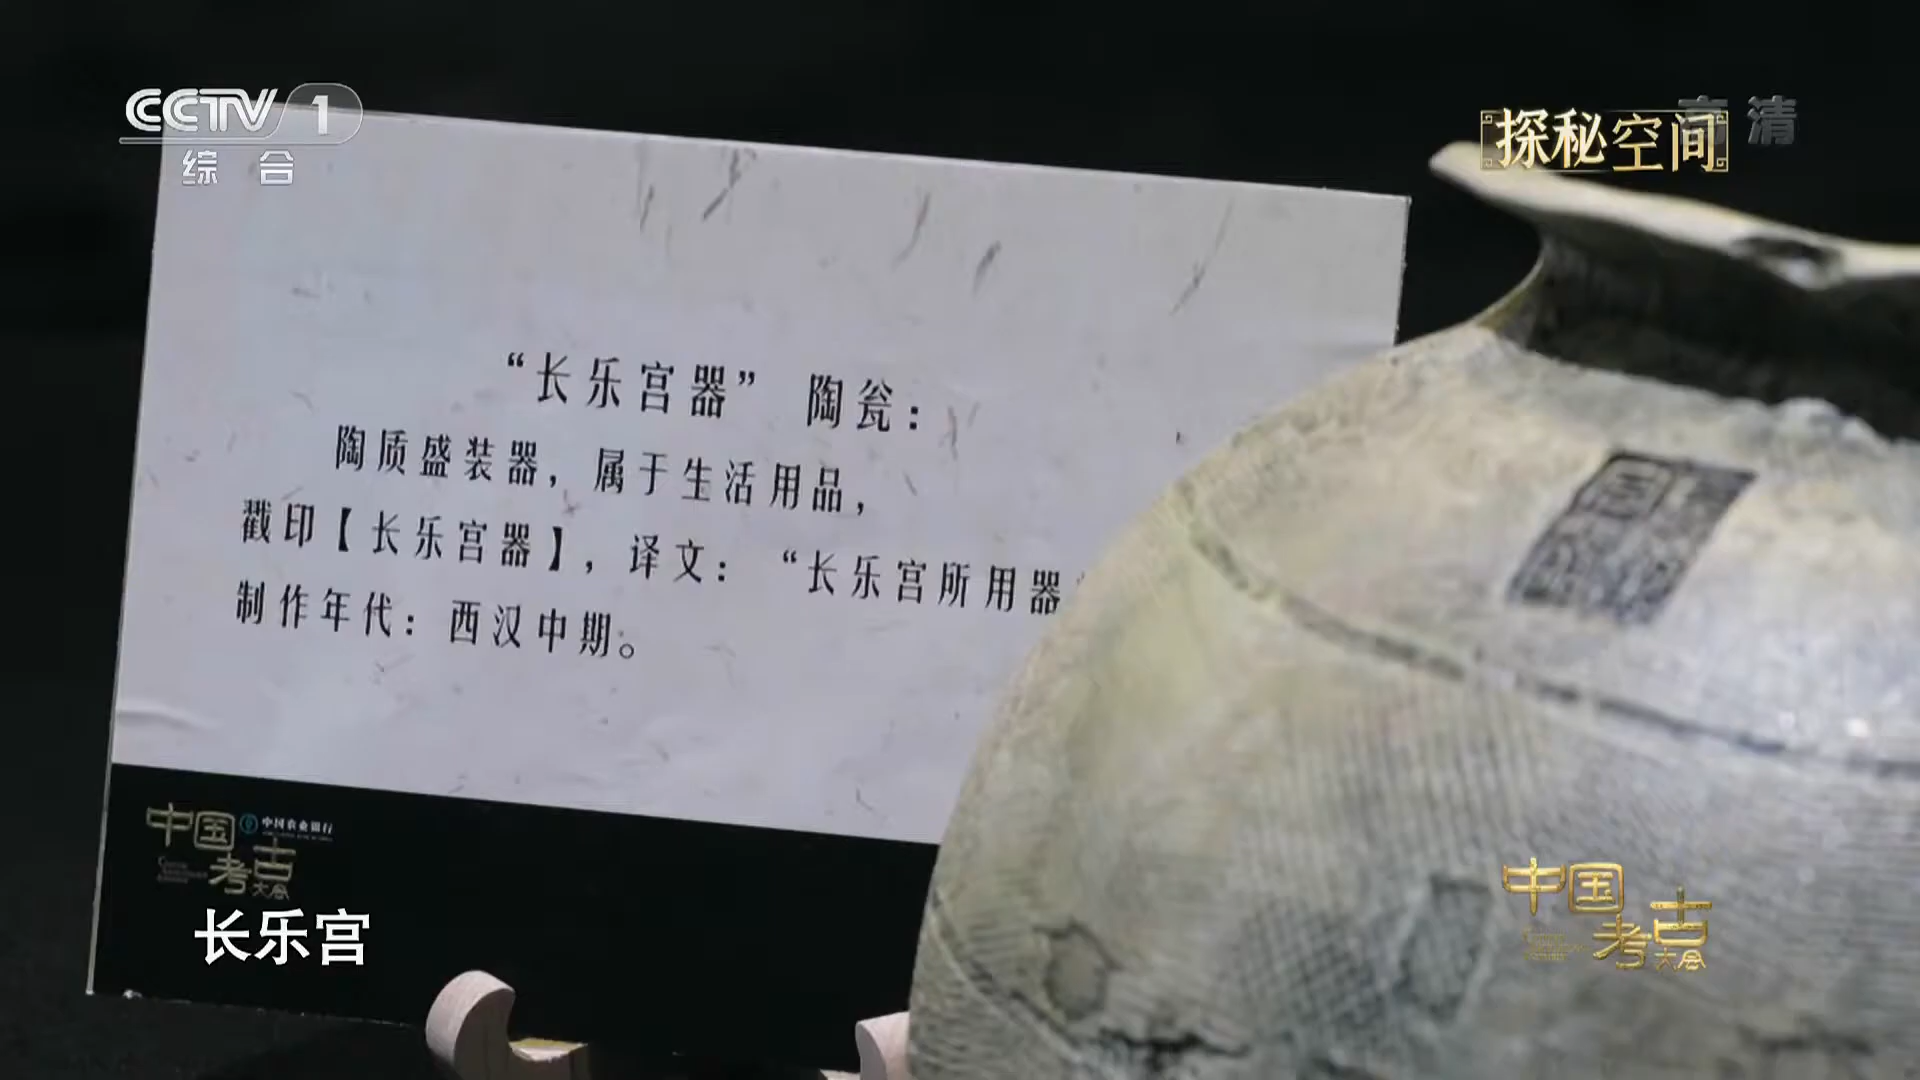 CCTV 1
综合
探秘空间
高清
“长乐宫器” 陶瓮：
陶质盛装器，属于生活用品，
戳印【长乐宫器】，译文：“长乐宫所用器
制作年代：西汉中期。
中国考古大会
中国农业银行
长乐宫
中国考古大会